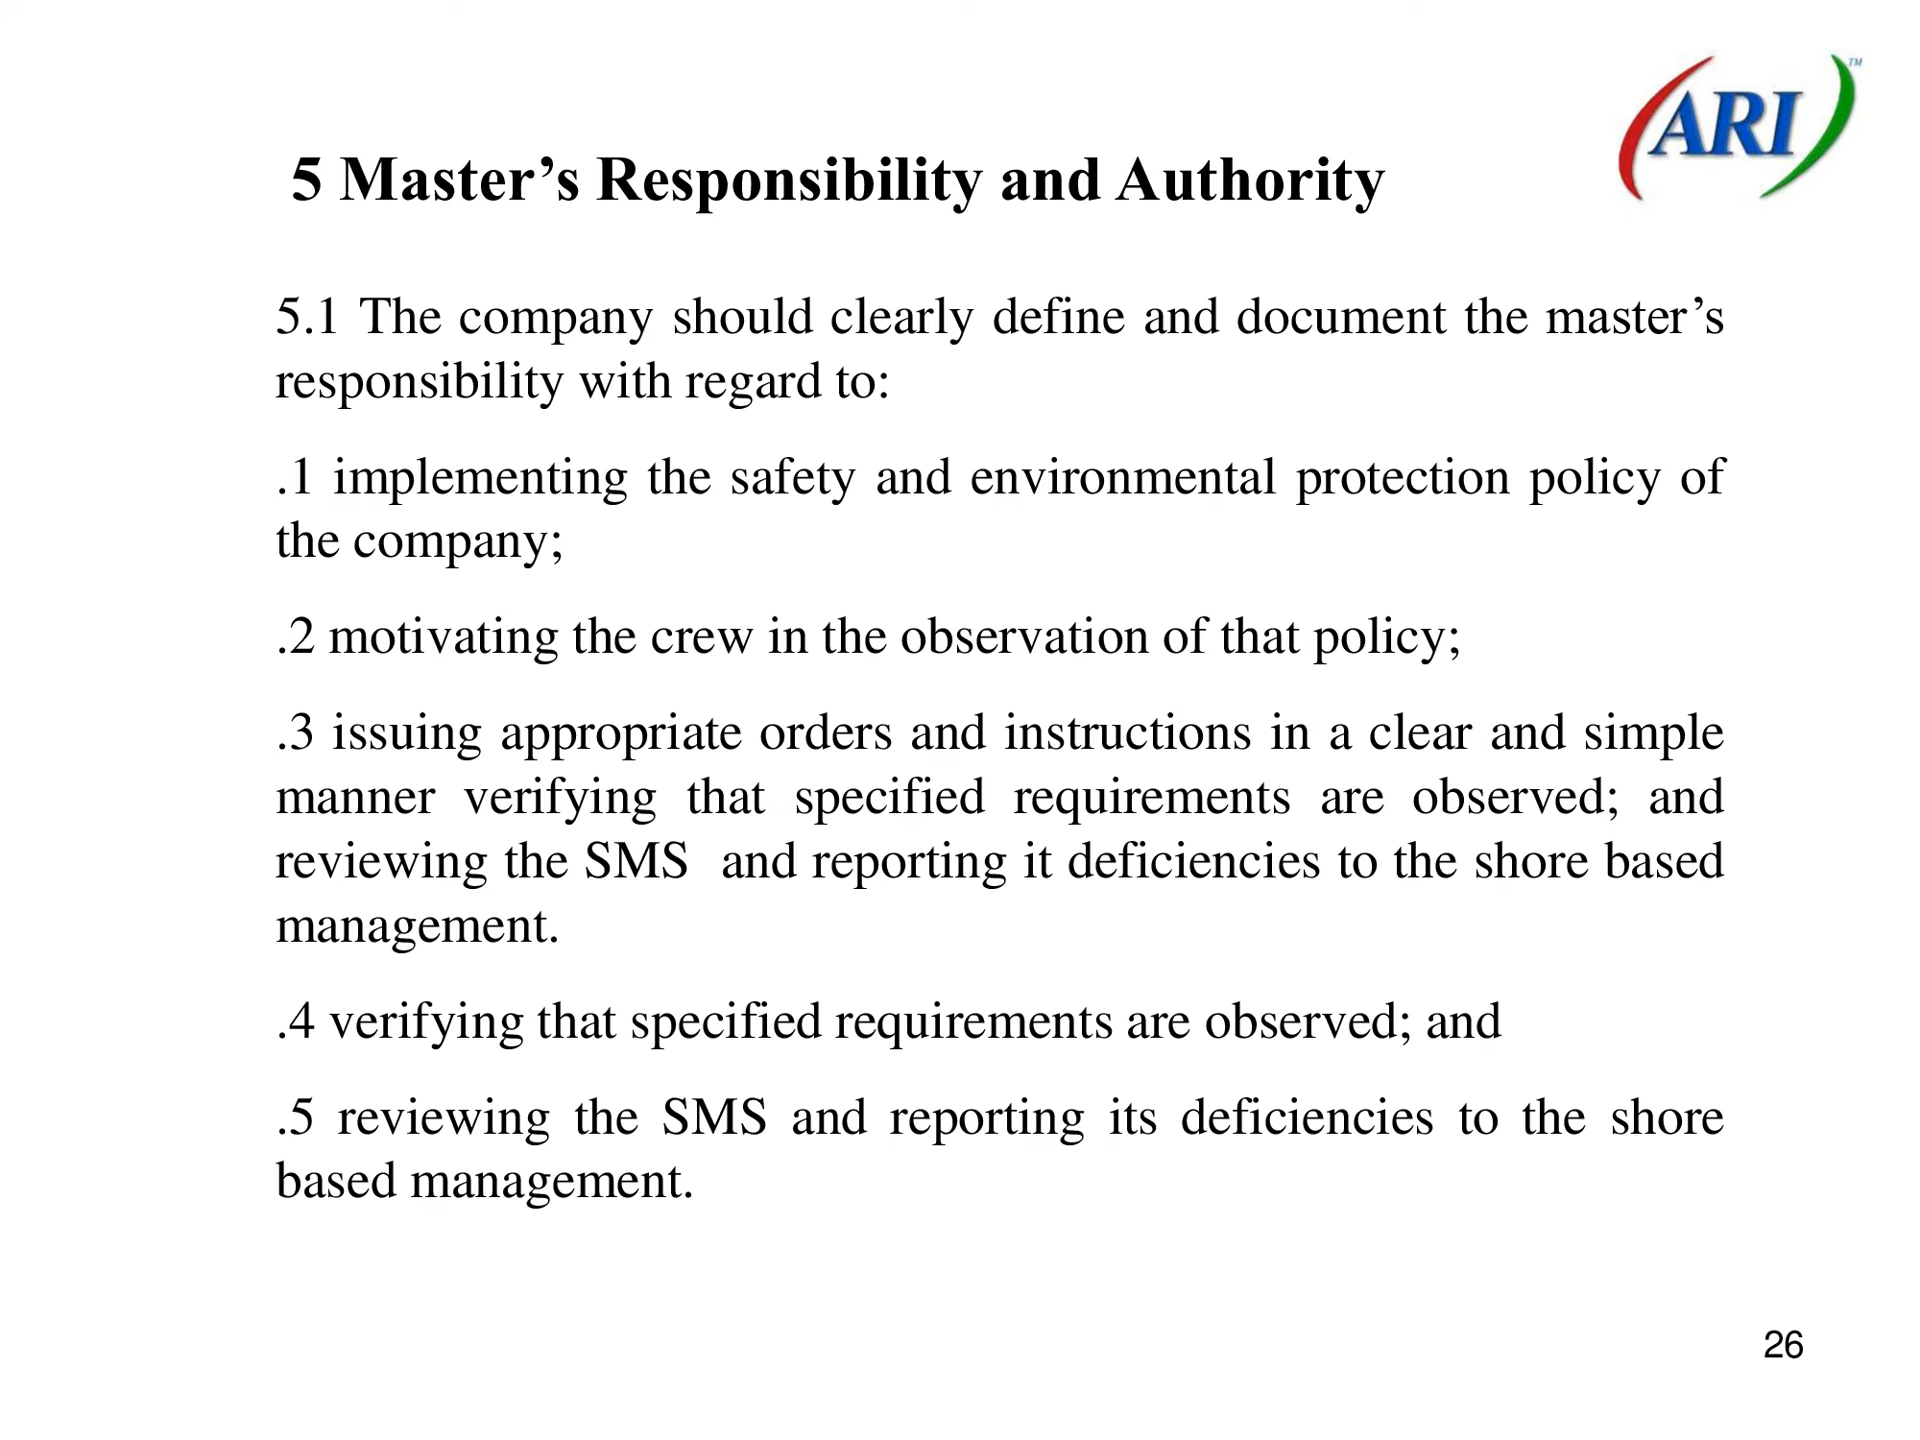 ARI™
5 Master’s Responsibility and Authority
5.1 The company should clearly define and document the master’s
responsibility with regard to:
.1 implementing the safety and environmental protection policy of
the company;
.2 motivating the crew in the observation of that policy;
.3 issuing appropriate orders and instructions in a clear and simple
manner verifying that specified requirements are observed; and
reviewing the SMS and reporting it deficiencies to the shore based
management.
.4 verifying that specified requirements are observed; and
.5 reviewing the SMS and reporting its deficiencies to the shore
based management.
26